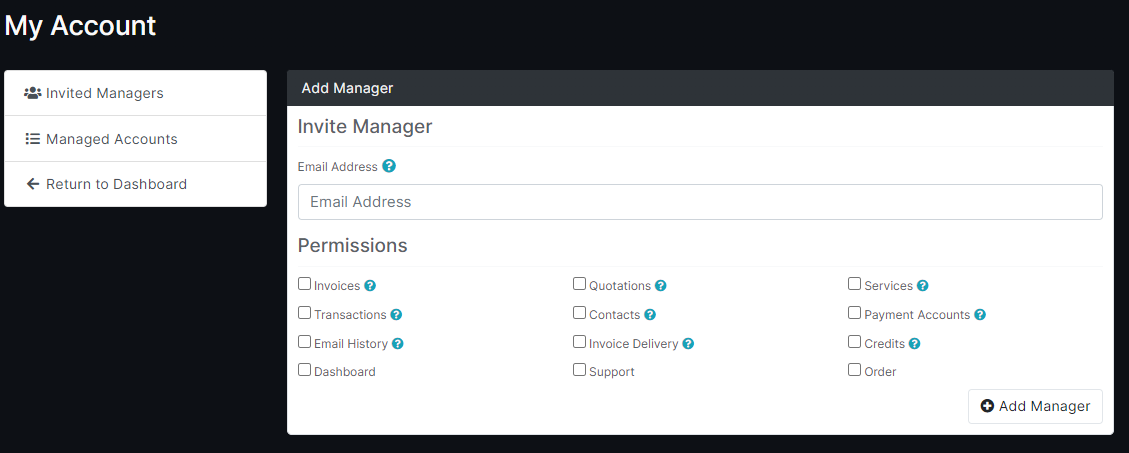 My Account
Invited Managers
Managed Accounts
Return to Dashboard
Add Manager
Invite Manager
Email Address
Email Address
Permissions
Invoices Quotations Services
Transactions Contacts Payment Accounts
Email History Invoice Delivery Credits
Dashboard Support Order
Add Manager